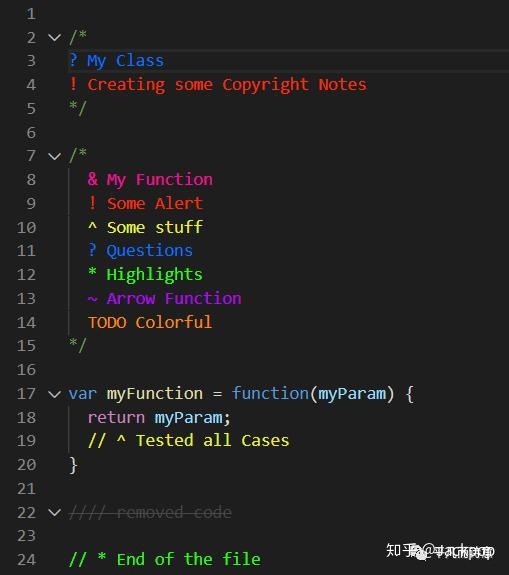 1
2 /*
3 ? My Class
4 ! Creating some Copyright Notes
5 */
6
7 /*
8 & My Function
9 ! Some Alert
10 ^ Some stuff
11 ? Questions
12 * Highlights
13 ~ Arrow Function
14 TODO Colorful
15 */
16
17 var myFunction = function(myParam) {
18 return myParam;
19 // ^ Tested all Cases
20 }
21
22 //// removed code
23
24 // * End of the file
知乎 @Jackpop